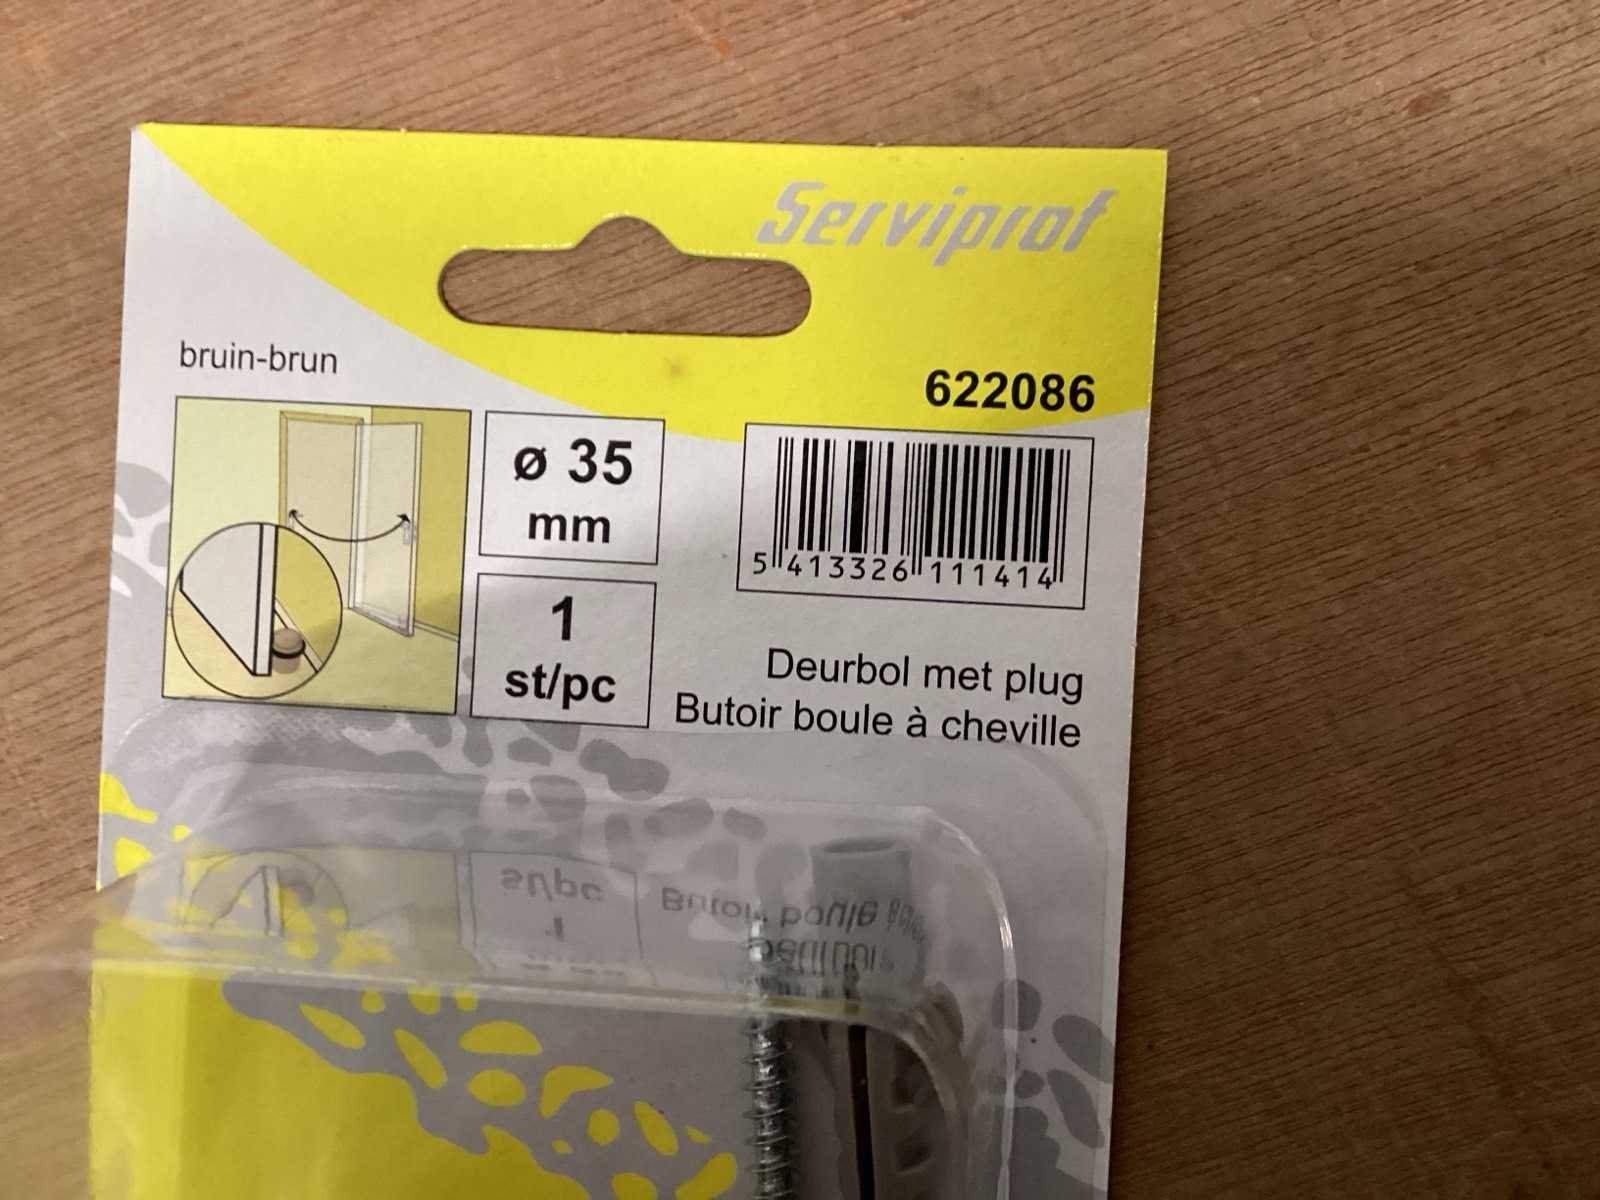 Serviprof
bruin-brun
622086
ø 35
mm
5 413326 111414
1
st/pc
Deurbol met plug
Butoir boule à cheville